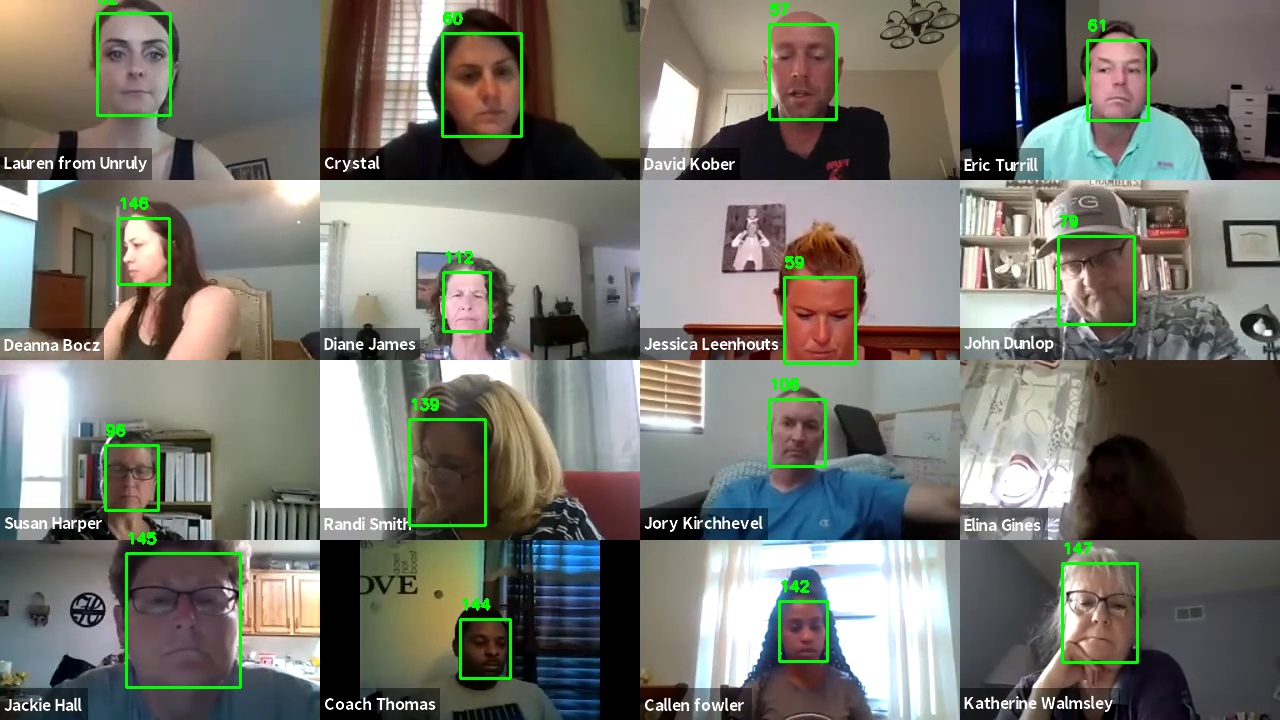 60
57
61
Lauren from Unruly
Crystal
David Kober
Eric Turrill
146
112
59
79
FG
Deanna Bocz
Diane James
Jessica Leenhouts
John Dunlop
96
139
106
Susan Harper
Randi Smith
Jory Kirchhevel
Elina Gines
145
144
142
147
OVE
Jackie Hall
Coach Thomas
Callen fowler
Katherine Walmsley